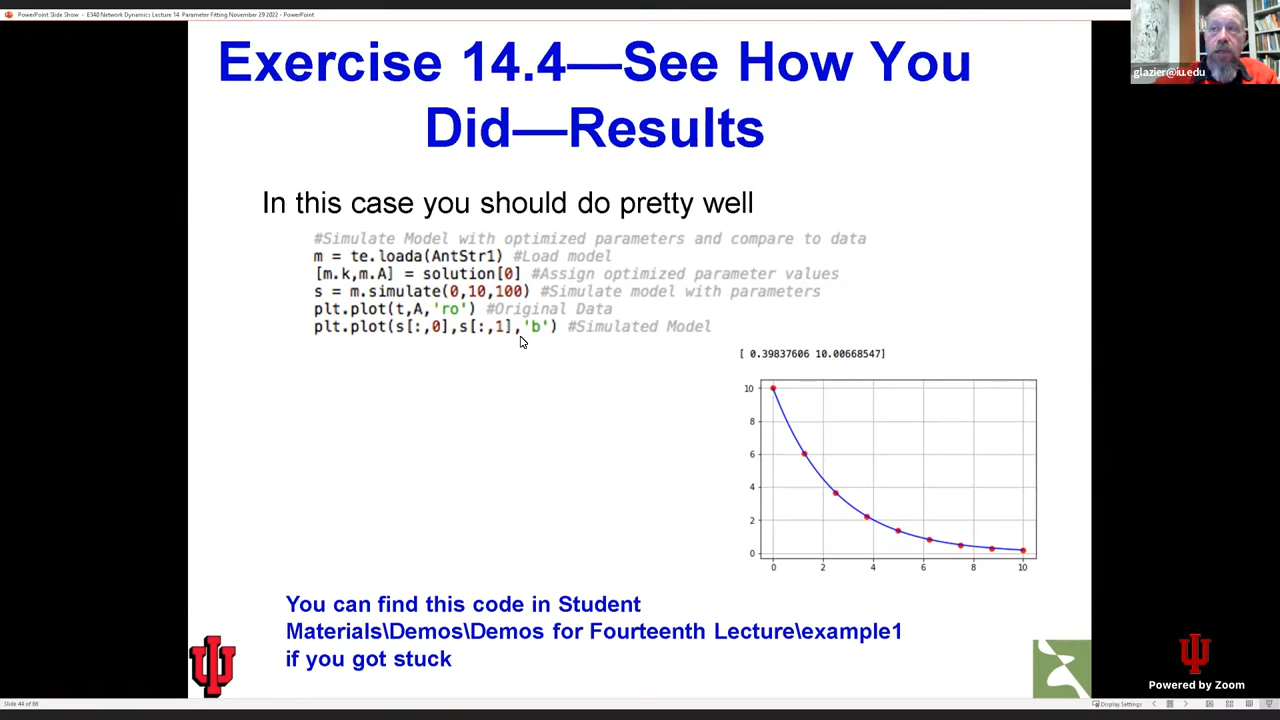 PowerPoint Slide Show - E340 Network Dynamics Lecture 14 Parameter Fitting November 29 2022 - PowerPoint
glazier@iu.edu
Exercise 14.4—See How You
Did—Results
In this case you should do pretty well
#Simulate Model with optimized parameters and compare to data
m = te.loada(AntStr1) #Load model
[m.k,m.A] = solution[0] #Assign optimized parameter values
s = m.simulate(0,10,100) #Simulate model with parameters
plt.plot(t,A,'ro') #Original Data
plt.plot(s[:,0],s[:,1],'b') #Simulated Model
[ 0.39837606 10.00668547]
10
8
6
4
2
0
0 2 4 6 8 10
You can find this code in Student
Materials\Demos\Demos for Fourteenth Lecture\example1
if you got stuck
Powered by Zoom
Slide 44 of 88
Display Settings